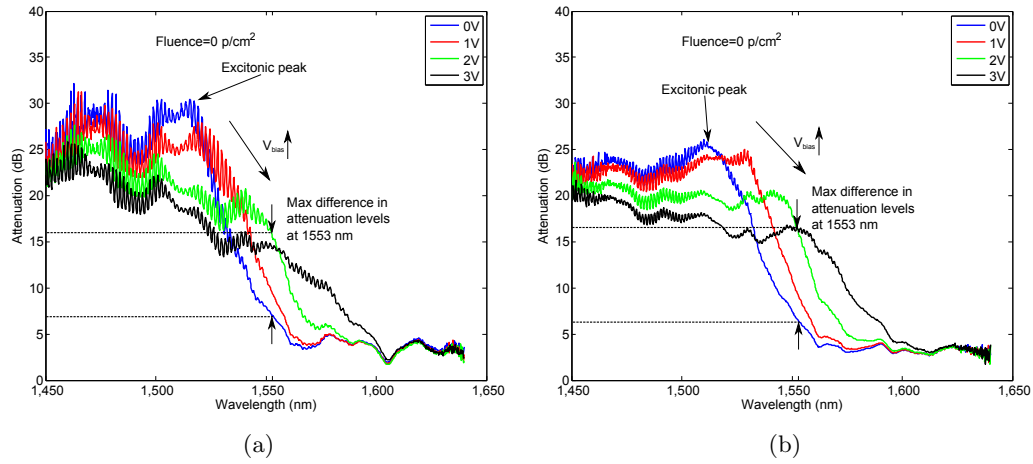 40
35
30
25
20
15
10
5
0
Attenuation (dB)
1,450
1,500
1,550
1,600
1,650
Wavelength (nm)
Fluence=0 p/cm²
Excitonic peak
V_bias
Max difference in
attenuation levels
at 1553 nm
0V
1V
2V
3V
(a)
40
35
30
25
20
15
10
5
0
Attenuation (dB)
1,450
1,500
1,550
1,600
1,650
Wavelength (nm)
Fluence=0 p/cm²
Excitonic peak
V_bias
Max difference in
attenuation levels
at 1553 nm
0V
1V
2V
3V
(b)